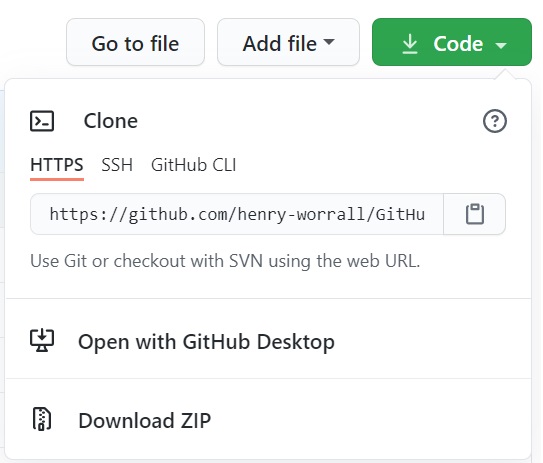 Go to file Add file Code
Clone
HTTPS SSH GitHub CLI
https://github.com/henry-worrall/GitHu
Use Git or checkout with SVN using the web URL.
Open with GitHub Desktop
Download ZIP